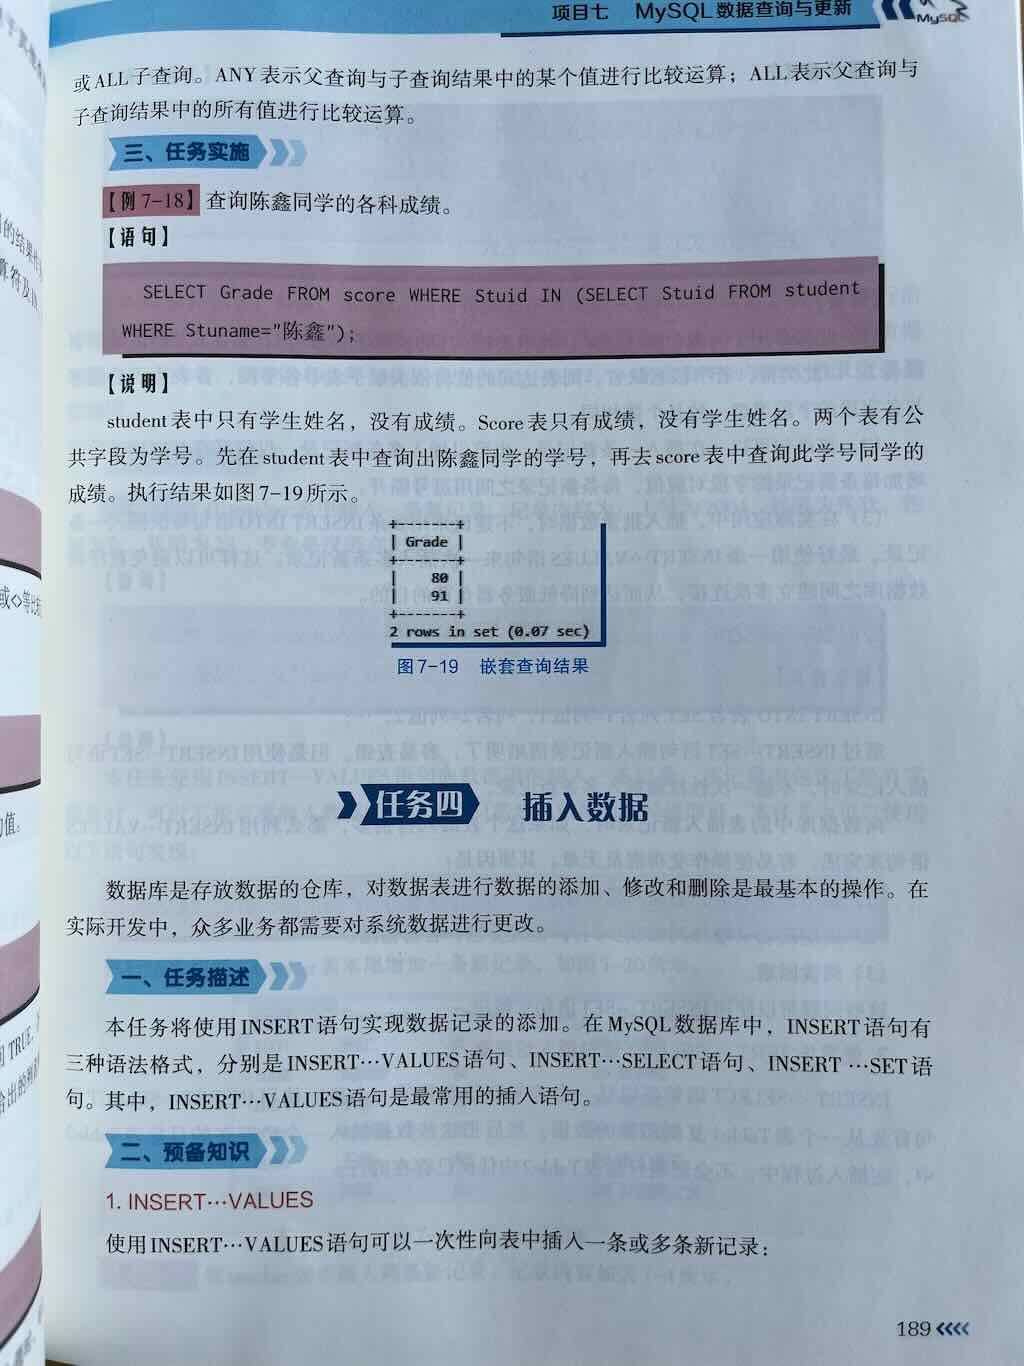 项目七 MySQL数据查询与更新
MySQL
或ALL子查询。ANY表示父查询与子查询结果中的某个值进行比较运算；ALL表示父查询与
子查询结果中的所有值进行比较运算。
三、任务实施
【例7-18】查询陈鑫同学的各科成绩。
【语句】
SELECT Grade FROM score WHERE Stuid IN (SELECT Stuid FROM student
WHERE Stuname="陈鑫");
【说明】
student表中只有学生姓名，没有成绩。Score表只有成绩，没有学生姓名。两个表有公
共字段为学号。先在student表中查询出陈鑫同学的学号，再去score表中查询此学号同学的
成绩。执行结果如图7-19所示。
+-------+
| Grade |
+-------+
| 80 |
| 91 |
+-------+
2 rows in set (0.07 sec)
图7-19 嵌套查询结果
任务四 插入数据
数据库是存放数据的仓库，对数据表进行数据的添加、修改和删除是最基本的操作。在
实际开发中，众多业务都需要对系统数据进行更改。
一、任务描述
本任务将使用INSERT语句实现数据记录的添加。在MySQL数据库中，INSERT语句有
三种语法格式，分别是INSERT…VALUES语句、INSERT…SELECT语句、INSERT …SET语
句。其中，INSERT…VALUES语句是最常用的插入语句。
二、预备知识
1. INSERT…VALUES
使用INSERT…VALUES语句可以一次性向表中插入一条或多条新记录：
189